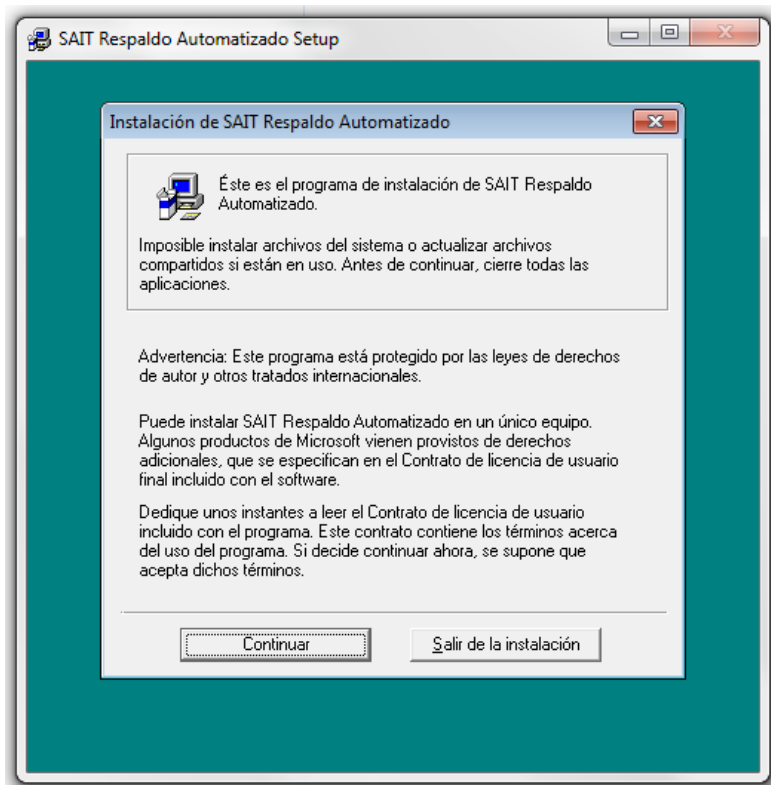 SAIT Respaldo Automatizado Setup
Instalación de SAIT Respaldo Automatizado
Éste es el programa de instalación de SAIT Respaldo
Automatizado.
Imposible instalar archivos del sistema o actualizar archivos
compartidos si están en uso. Antes de continuar, cierre todas las
aplicaciones.
Advertencia: Este programa está protegido por las leyes de derechos
de autor y otros tratados internacionales.
Puede instalar SAIT Respaldo Automatizado en un único equipo.
Algunos productos de Microsoft vienen provistos de derechos
adicionales, que se especifican en el Contrato de licencia de usuario
final incluido con el software.
Dedique unos instantes a leer el Contrato de licencia de usuario
incluido con el programa. Este contrato contiene los términos acerca
del uso del programa. Si decide continuar ahora, se supone que
acepta dichos términos.
Continuar
Salir de la instalación